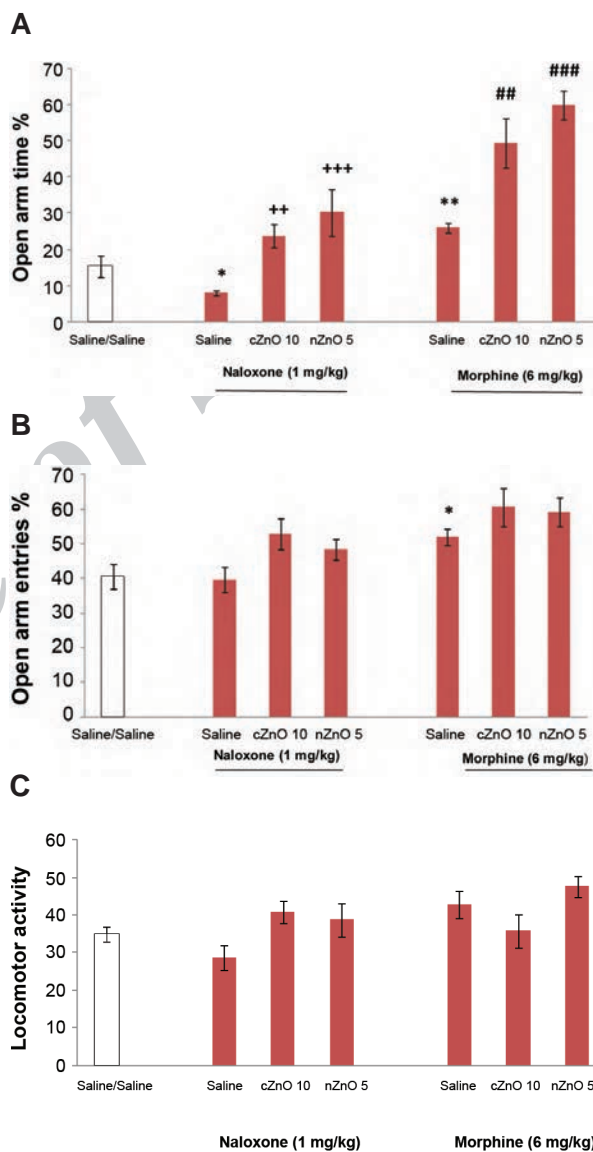 A
Open arm time %
70
60
50
40
30
20
10
0
*
++
+++
**
##
###
Saline/Saline Saline cZnO 10 nZnO 5 Saline cZnO 10 nZnO 5
Naloxone (1 mg/kg) Morphine (6 mg/kg)
B
Open arm entries %
70
60
50
40
30
20
10
0
*
Saline/Saline Saline cZnO 10 nZnO 5 Saline cZnO 10 nZnO 5
Naloxone (1 mg/kg) Morphine (6 mg/kg)
C
Locomotor activity
60
50
40
30
20
10
0
Saline/Saline Saline cZnO 10 nZnO 5 Saline cZnO 10 nZnO 5
Naloxone (1 mg/kg) Morphine (6 mg/kg)